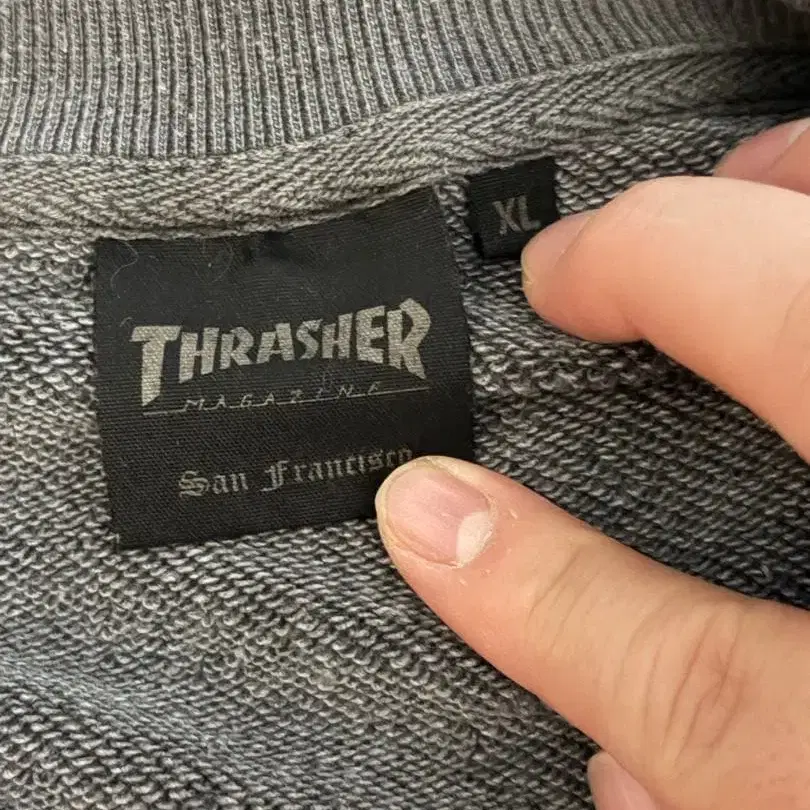 THRASHER
MAGAZINE
San Francisco
XL